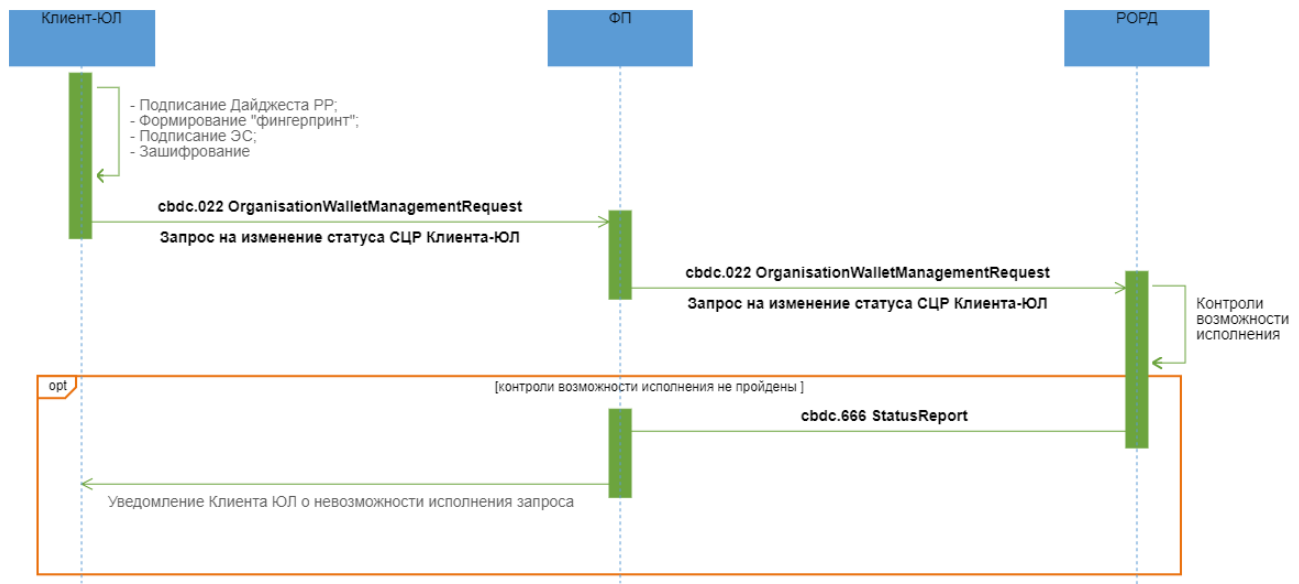 Клиент-ЮЛ
ФП
РОРД
- Подписание Дайджеста РР;
- Формирование "фингерпринт";
- Подписание ЭС;
- Зашифрование
cbdc.022 OrganisationWalletManagementRequest
Запрос на изменение статуса СЦР Клиента-ЮЛ
cbdc.022 OrganisationWalletManagementRequest
Запрос на изменение статуса СЦР Клиента-ЮЛ
Контроли
возможности
исполнения
opt
[контроли возможности исполнения не пройдены ]
cbdc.666 StatusReport
Уведомление Клиента ЮЛ о невозможности исполнения запроса